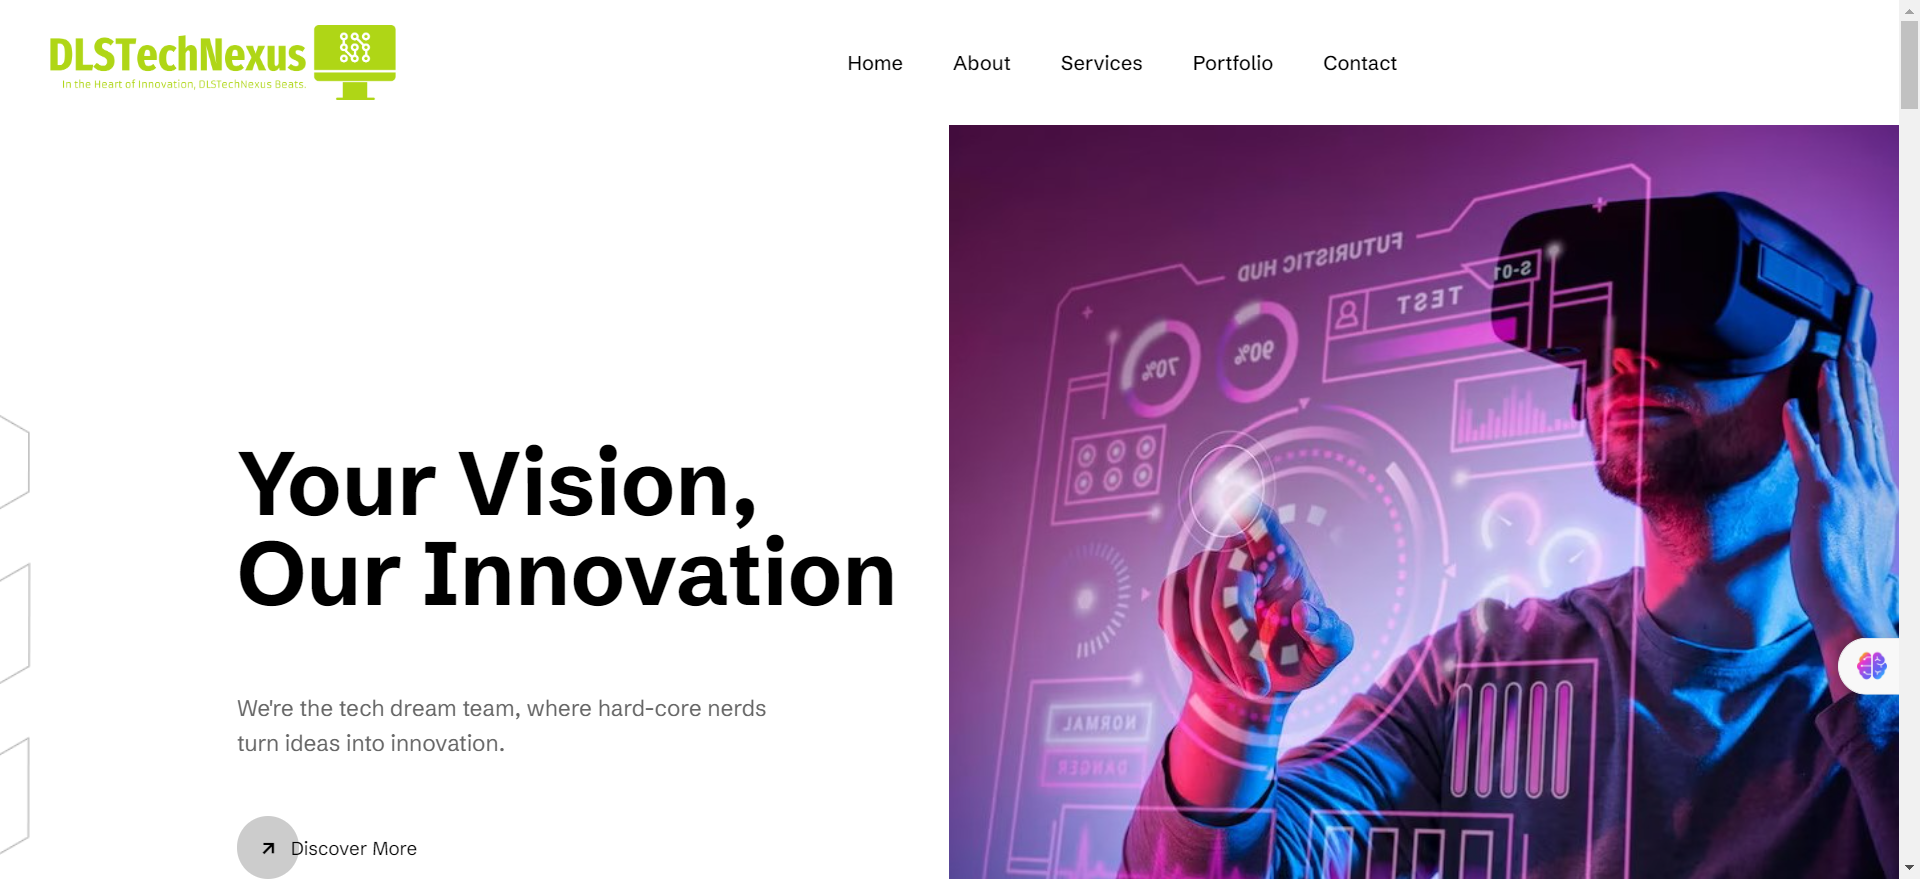 DLSTechNexus
In the Heart of Innovation, DLSTechNexus Beats.
Home About Services Portfolio Contact
Your Vision,
Our Innovation
We're the tech dream team, where hard-core nerds
turn ideas into innovation.
Discover More
FUTURISTIC HUD
S-01
TEST
70%
90%
NORMAL
DANGER